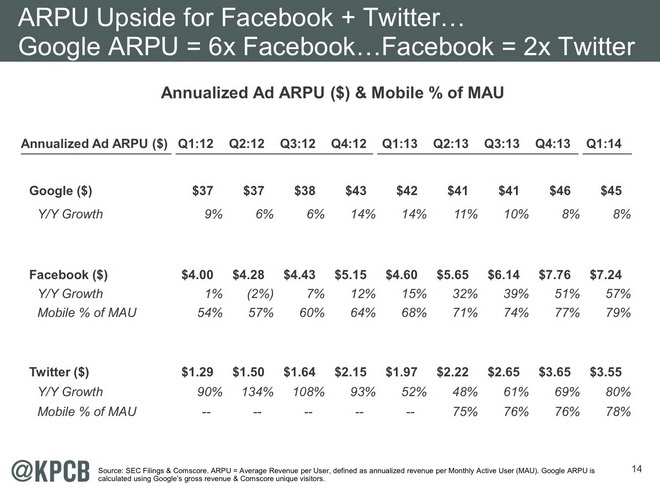 ARPU Upside for Facebook + Twitter…
Google ARPU = 6x Facebook…Facebook = 2x Twitter
Annualized Ad ARPU ($) & Mobile % of MAU
Annualized Ad ARPU ($) Q1:12 Q2:12 Q3:12 Q4:12 Q1:13 Q2:13 Q3:13 Q4:13 Q1:14
Google ($) $37 $37 $38 $43 $42 $41 $41 $46 $45
Y/Y Growth 9% 6% 6% 14% 14% 11% 10% 8% 8%
Facebook ($) $4.00 $4.28 $4.43 $5.15 $4.60 $5.65 $6.14 $7.76 $7.24
Y/Y Growth 1% (2%) 7% 12% 15% 32% 39% 51% 57%
Mobile % of MAU 54% 57% 60% 64% 68% 71% 74% 77% 79%
Twitter ($) $1.29 $1.50 $1.64 $2.15 $1.97 $2.22 $2.65 $3.65 $3.55
Y/Y Growth 90% 134% 108% 93% 52% 48% 61% 69% 80%
Mobile % of MAU -- -- -- -- -- 75% 76% 76% 78%
@KPCB
Source: SEC Filings & Comscore. ARPU = Average Revenue per User, defined as annualized revenue per Monthly Active User (MAU). Google ARPU is
calculated using Google's gross revenue & Comscore unique visitors.
14